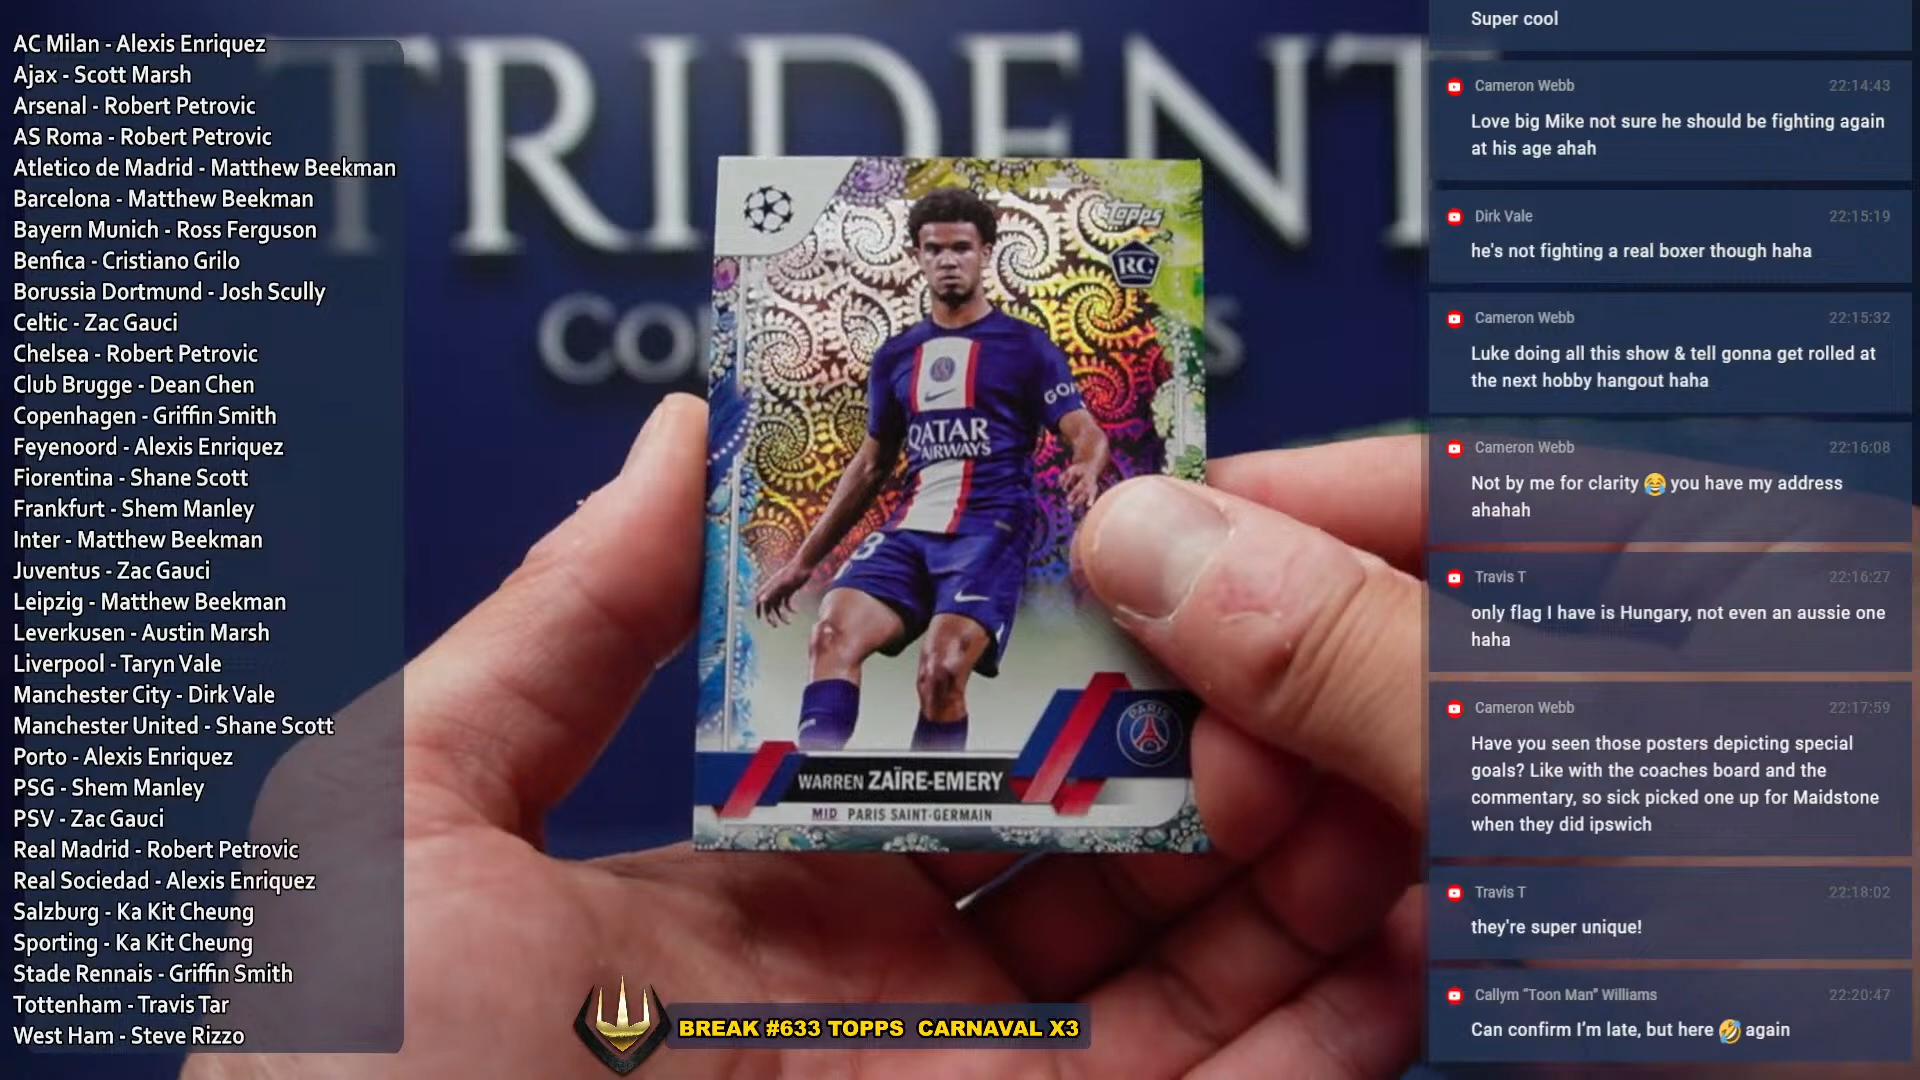 AC Milan - Alexis Enriquez
Ajax - Scott Marsh
Arsenal - Robert Petrovic
AS Roma - Robert Petrovic
Atletico de Madrid - Matthew Beekman
Barcelona - Matthew Beekman
Bayern Munich - Ross Ferguson
Benfica - Cristiano Grilo
Borussia Dortmund - Josh Scully
Celtic - Zac Gauci
Chelsea - Robert Petrovic
Club Brugge - Dean Chen
Copenhagen - Griffin Smith
Feyenoord - Alexis Enriquez
Fiorentina - Shane Scott
Frankfurt - Shem Manley
Inter - Matthew Beekman
Juventus - Zac Gauci
Leipzig - Matthew Beekman
Leverkusen - Austin Marsh
Liverpool - Taryn Vale
Manchester City - Dirk Vale
Manchester United - Shane Scott
Porto - Alexis Enriquez
PSG - Shem Manley
PSV - Zac Gauci
Real Madrid - Robert Petrovic
Real Sociedad - Alexis Enriquez
Salzburg - Ka Kit Cheung
Sporting - Ka Kit Cheung
Stade Rennais - Griffin Smith
Tottenham - Travis Tar
West Ham - Steve Rizzo
TRIDENT
Co
S
Topps
RC
GOI
QATAR
AIRWAYS
3
PARIS
WARREN ZAÏRE-EMERY
MID PARIS SAINT-GERMAIN
BREAK #633 TOPPS CARNAVAL X3
Super cool
Cameron Webb 22:14:43
Love big Mike not sure he should be fighting again
at his age ahah
Dirk Vale 22:15:19
he's not fighting a real boxer though haha
Cameron Webb 22:15:32
Luke doing all this show & tell gonna get rolled at
the next hobby hangout haha
Cameron Webb 22:16:08
Not by me for clarity 😂 you have my address
ahahah
Travis T 22:16:27
only flag I have is Hungary, not even an aussie one
haha
Cameron Webb 22:17:59
Have you seen those posters depicting special
goals? Like with the coaches board and the
commentary, so sick picked one up for Maidstone
when they did ipswich
Travis T 22:18:02
they're super unique!
Callym “Toon Man” Williams 22:20:47
Can confirm I’m late, but here 🤣 again